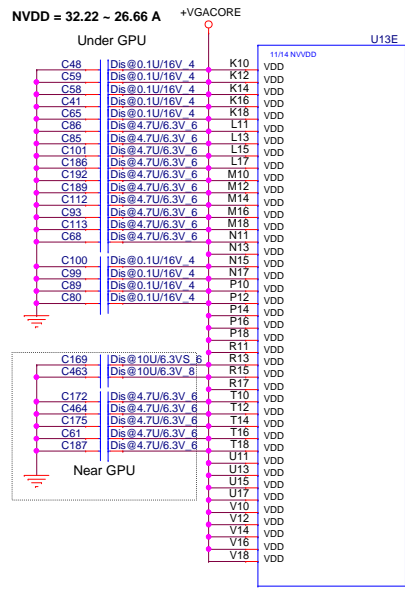 NVDD = 32.22 ~ 26.66 A
+VGACORE
Under GPU
U13E
11/14 NVVDD
C48 Dis@0.1U/16V_4 K10 VDD
C59 Dis@0.1U/16V_4 K12 VDD
C58 Dis@0.1U/16V_4 K14 VDD
C41 Dis@0.1U/16V_4 K16 VDD
C65 Dis@0.1U/16V_4 K18 VDD
C86 Dis@4.7U/6.3V_6 L11 VDD
C85 Dis@4.7U/6.3V_6 L13 VDD
C101 Dis@4.7U/6.3V_6 L15 VDD
C186 Dis@4.7U/6.3V_6 L17 VDD
C192 Dis@4.7U/6.3V_6 M10 VDD
C189 Dis@4.7U/6.3V_6 M12 VDD
C112 Dis@4.7U/6.3V_6 M14 VDD
C93 Dis@4.7U/6.3V_6 M16 VDD
C113 Dis@4.7U/6.3V_6 M18 VDD
C68 Dis@4.7U/6.3V_6 N11 VDD
N13 VDD
C100 Dis@0.1U/16V_4 N15 VDD
C99 Dis@0.1U/16V_4 N17 VDD
C89 Dis@0.1U/16V_4 P10 VDD
C80 Dis@0.1U/16V_4 P12 VDD
P14 VDD
P16 VDD
P18 VDD
R11 VDD
C169 Dis@10U/6.3VS_6 R13 VDD
C463 Dis@10U/6.3V_8 R15 VDD
R17 VDD
C172 Dis@4.7U/6.3V_6 T10 VDD
C464 Dis@4.7U/6.3V_6 T12 VDD
C175 Dis@4.7U/6.3V_6 T14 VDD
C61 Dis@4.7U/6.3V_6 T16 VDD
C187 Dis@4.7U/6.3V_6 T18 VDD
U11 VDD
Near GPU U13 VDD
U15 VDD
U17 VDD
V10 VDD
V12 VDD
V14 VDD
V16 VDD
V18 VDD